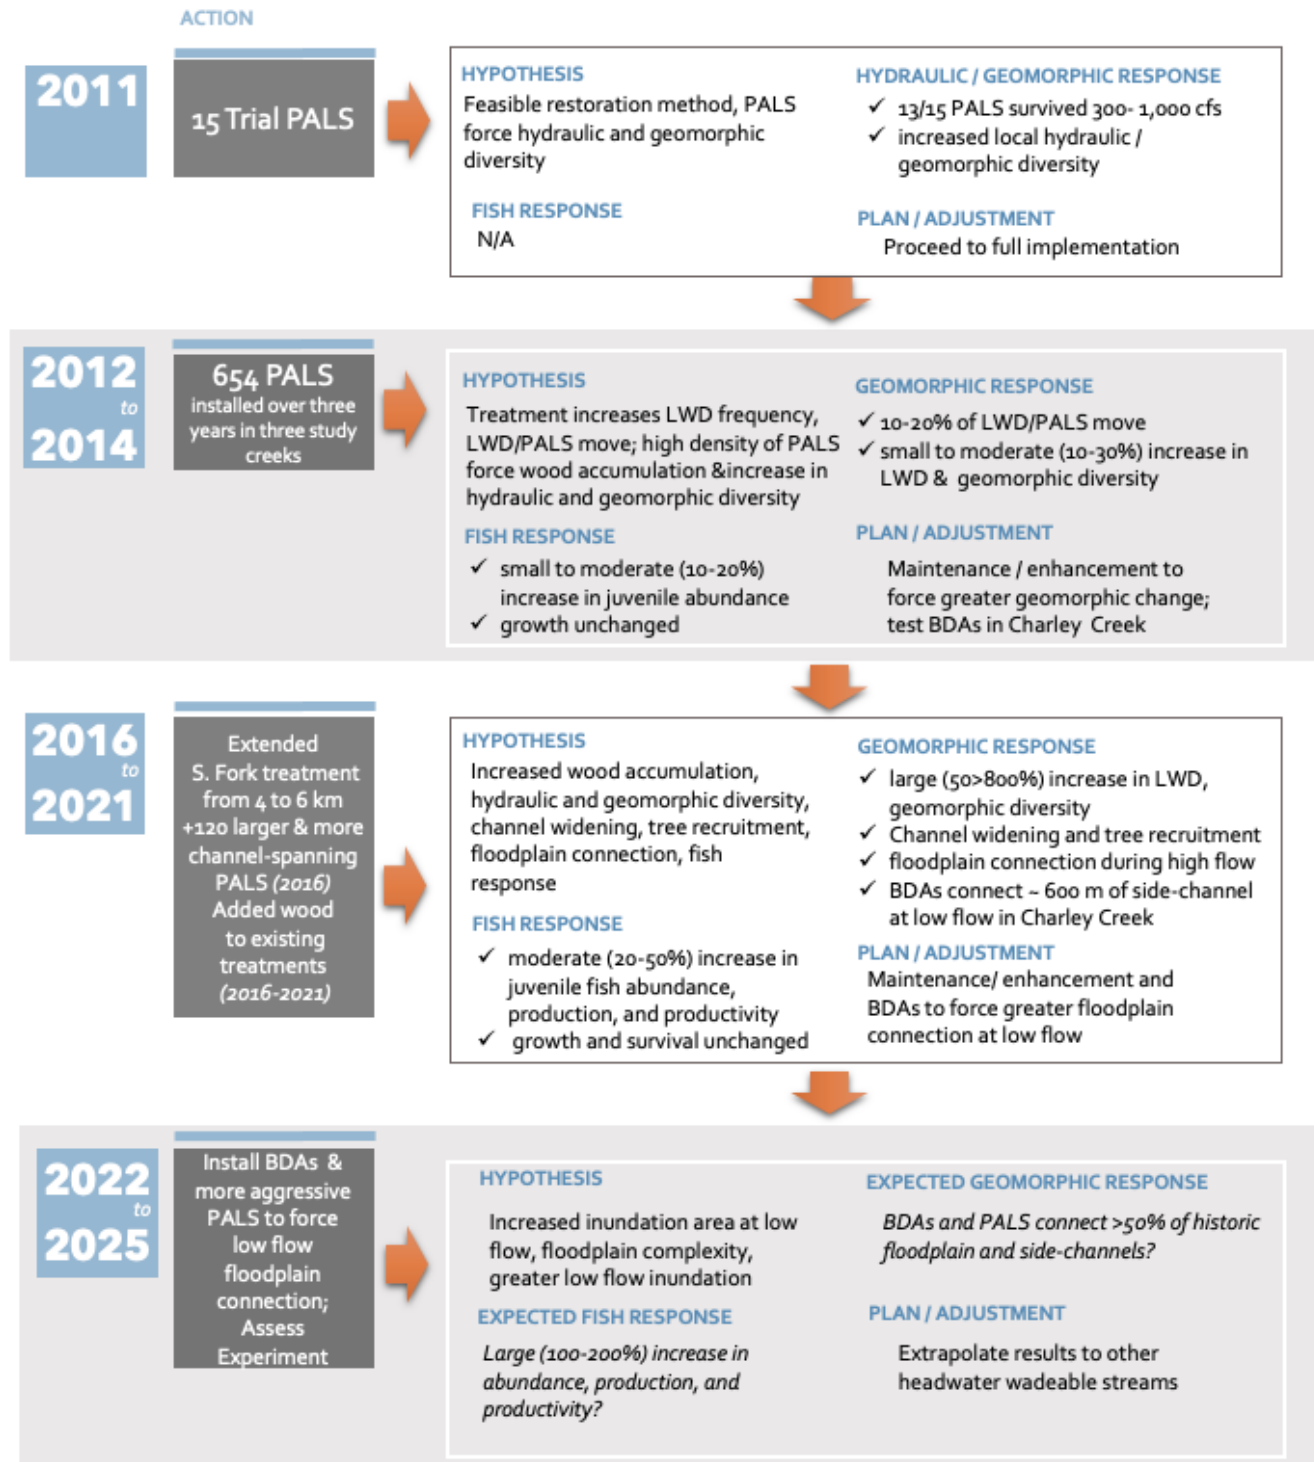 ACTION
2011
15 Trial PALS
HYPOTHESIS
Feasible restoration method, PALS
force hydraulic and geomorphic
diversity
FISH RESPONSE
N/A
HYDRAULIC / GEOMORPHIC RESPONSE
✓ 13/15 PALS survived 300- 1,000 cfs
✓ increased local hydraulic /
geomorphic diversity
PLAN / ADJUSTMENT
Proceed to full implementation
2012
to
2014
654 PALS
installed over three
years in three study
creeks
HYPOTHESIS
Treatment increases LWD frequency,
LWD/PALS move; high density of PALS
force wood accumulation &increase in
hydraulic and geomorphic diversity
FISH RESPONSE
✓ small to moderate (10-20%)
increase in juvenile abundance
✓ growth unchanged
GEOMORPHIC RESPONSE
✓ 10-20% of LWD/PALS move
✓ small to moderate (10-30%) increase in
LWD & geomorphic diversity
PLAN / ADJUSTMENT
Maintenance / enhancement to
force greater geomorphic change;
test BDAs in Charley Creek
2016
to
2021
Extended
S. Fork treatment
from 4 to 6 km
+120 larger & more
channel-spanning
PALS (2016)
Added wood
to existing
treatments
(2016-2021)
HYPOTHESIS
Increased wood accumulation,
hydraulic and geomorphic diversity,
channel widening, tree recruitment,
floodplain connection, fish
response
FISH RESPONSE
✓ moderate (20-50%) increase in
juvenile fish abundance,
production, and productivity
✓ growth and survival unchanged
GEOMORPHIC RESPONSE
✓ large (50>800%) increase in LWD,
geomorphic diversity
✓ Channel widening and tree recruitment
✓ floodplain connection during high flow
✓ BDAs connect ~ 600 m of side-channel
at low flow in Charley Creek
PLAN / ADJUSTMENT
Maintenance/ enhancement and
BDAs to force greater floodplain
connection at low flow
2022
to
2025
Install BDAs &
more aggressive
PALS to force
low flow
floodplain
connection;
Assess
Experiment
HYPOTHESIS
Increased inundation area at low
flow, floodplain complexity,
greater low flow inundation
EXPECTED FISH RESPONSE
Large (100-200%) increase in
abundance, production, and
productivity?
EXPECTED GEOMORPHIC RESPONSE
BDAs and PALS connect >50% of historic
floodplain and side-channels?
PLAN / ADJUSTMENT
Extrapolate results to other
headwater wadeable streams